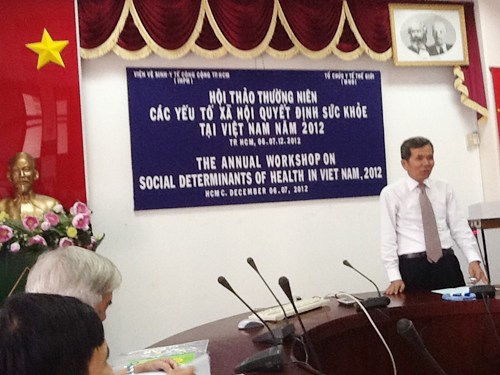 VIỆN VỆ SINH - Y TẾ CÔNG CỘNG TP.HCM
(IHPH)
TỔ CHỨC Y TẾ THẾ GIỚI
(WHO)
HỘI THẢO THƯỜNG NIÊN
CÁC YẾU TỐ XÃ HỘI QUYẾT ĐỊNH SỨC KHỎE
TẠI VIỆT NAM NĂM 2012
TP. HCM, 06.07.12.2012
THE ANNUAL WORKSHOP ON
SOCIAL DETERMINANTS OF HEALTH IN VIET NAM, 2012
HCMC, DECEMBER 06.07, 2012